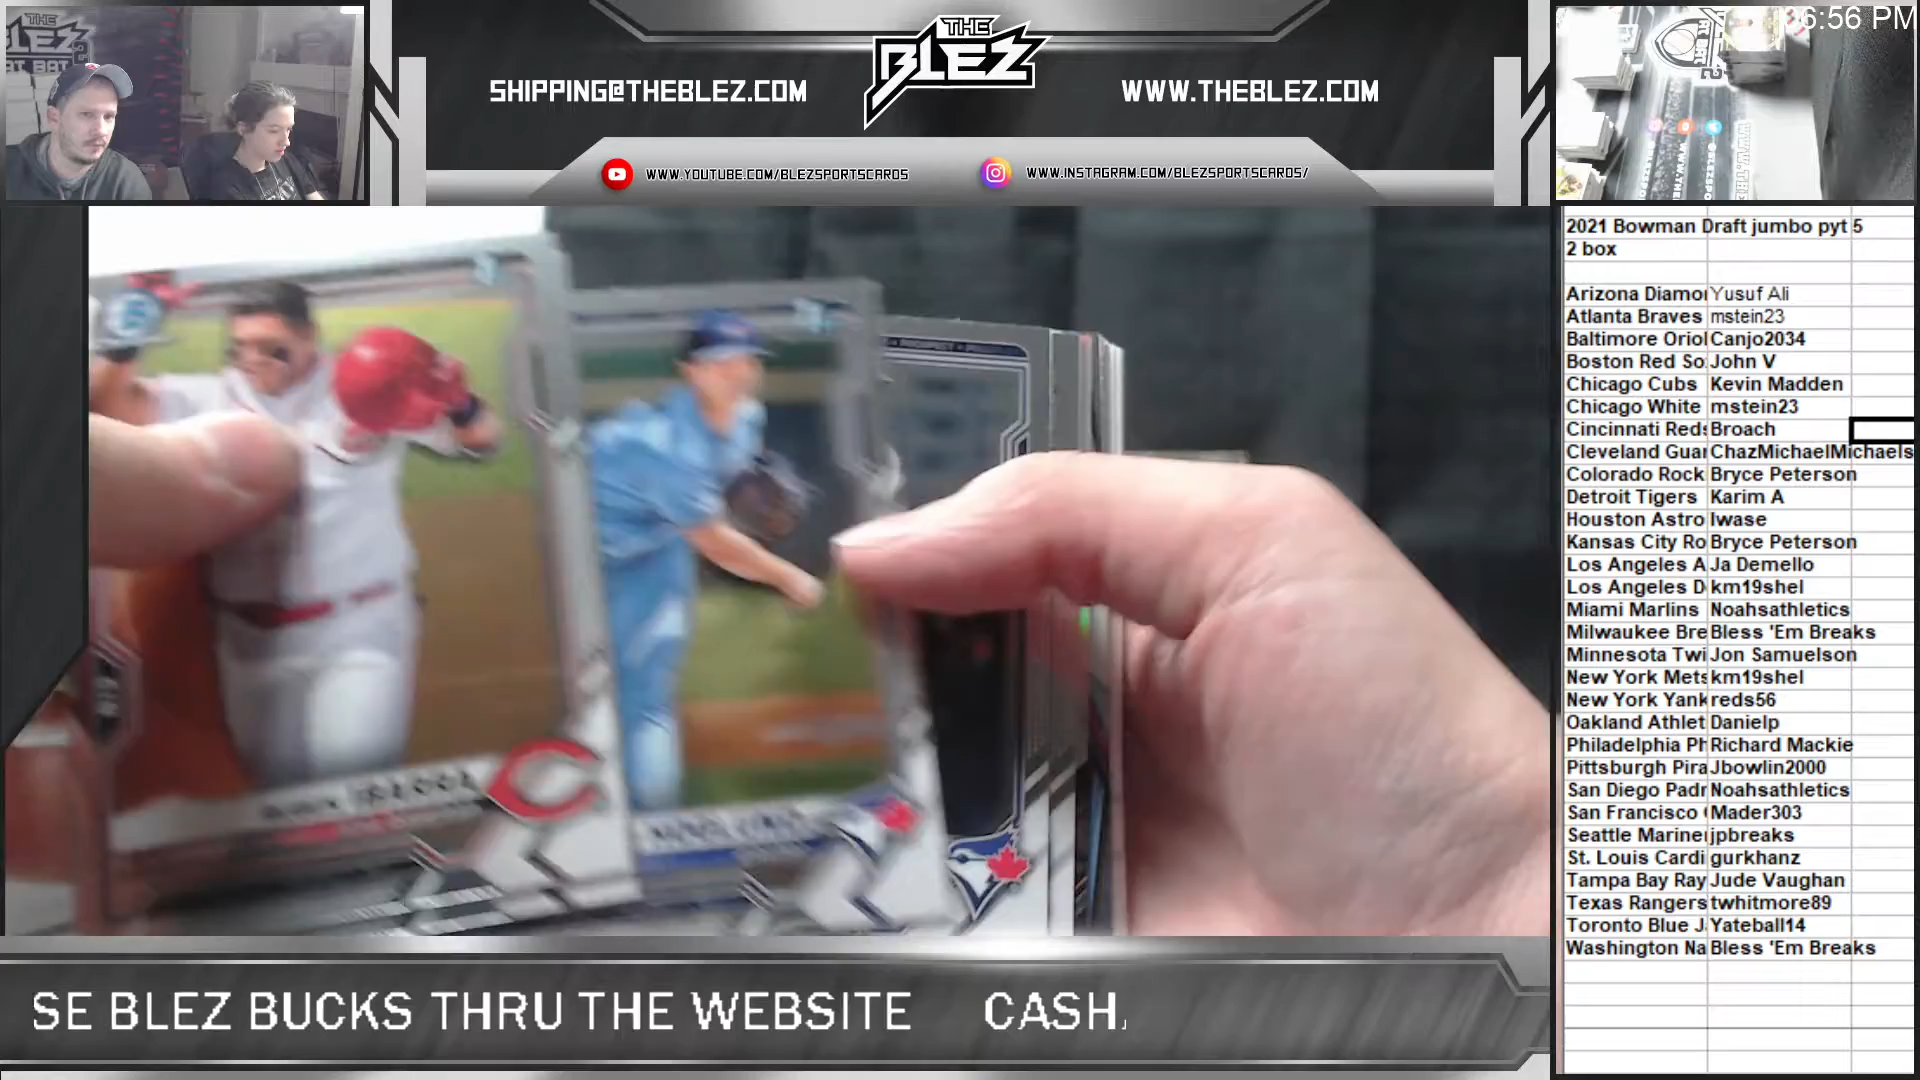 THE
BLEZ
SHIPPING@THEBLEZ.COM
WWW.THEBLEZ.COM
WWW.YOUTUBE.COM/BLEZSPORTSCARDS
WWW.INSTAGRAM.COM/BLEZSPORTSCARDS/
6:56 PM
2021 Bowman Draft jumbo pyt 5
2 box
Arizona Diamo Yusuf Ali
Atlanta Braves mstein23
Baltimore Oriol Canjo2034
Boston Red So John V
Chicago Cubs Kevin Madden
Chicago White mstein23
Cincinnati Reds Broach
Cleveland Guar ChazMichaelMichaels
Colorado Rock Bryce Peterson
Detroit Tigers Karim A
Houston Astro Iwase
Kansas City Ro Bryce Peterson
Los Angeles A Ja Demello
Los Angeles D km19shel
Miami Marlins Noahsathletics
Milwaukee Bre Bless 'Em Breaks
Minnesota Twi Jon Samuelson
New York Mets km19shel
New York Yank reds56
Oakland Athlet Danielp
Philadelphia Ph Richard Mackie
Pittsburgh Pira Jbowlin2000
San Diego Padr Noahsathletics
San Francisco Mader303
Seattle Marine jpbreaks
St. Louis Cardi gurkhanz
Tampa Bay Ray Jude Vaughan
Texas Rangers twhitmore89
Toronto Blue J Yateball14
Washington Na Bless 'Em Breaks
SE BLEZ BUCKS THRU THE WEBSITE CASH